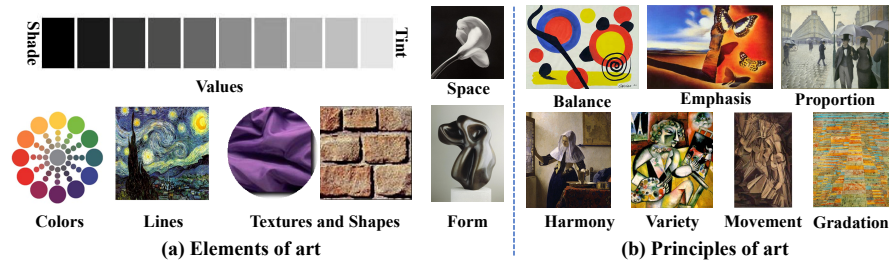 Shade
Tint
Values
Space
Colors
Lines
Textures and Shapes
Form
(a) Elements of art
Balance
Emphasis
Proportion
Harmony
Variety
Movement
Gradation
(b) Principles of art